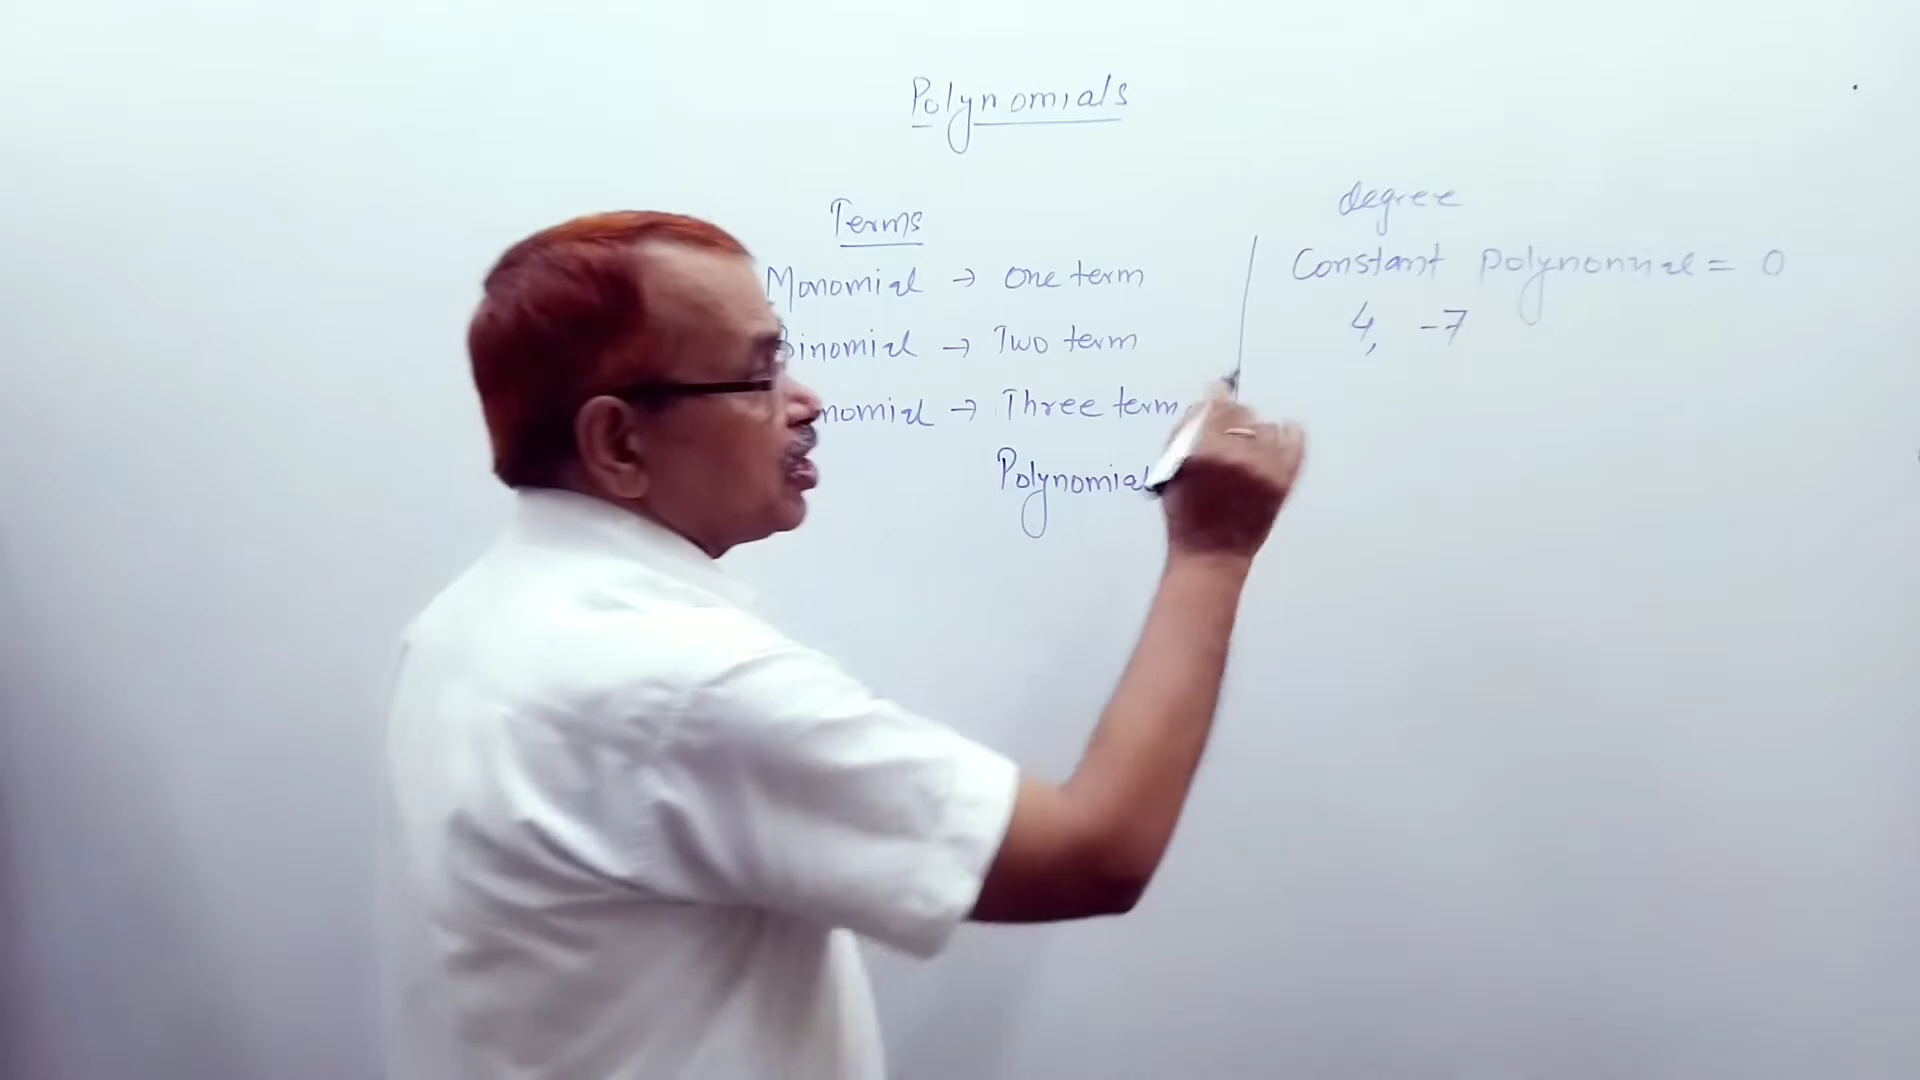 Polynomials
Terms
Monomial → One term
Binomial → Two term
nomial → Three term
Polynomial
degree
Constant polynomial = 0
4, -7